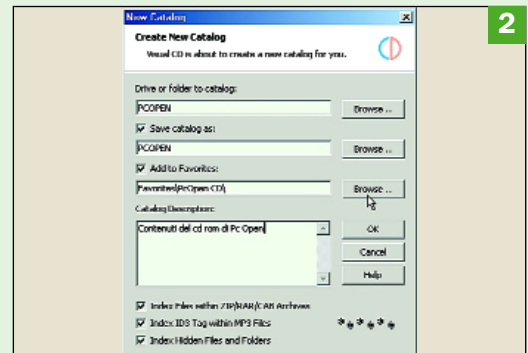 New Catalog
2
Create New Catalog
Visual CD is about to create a new catalog for you.
Drive or folder to catalog:
PCOPEN
Browse ...
Save catalog as:
PCOPEN
Browse ...
Add to Favorites:
Favorites\PcOpen CD\
Browse ...
Catalog Description:
Contenuti del cd rom di Pc Open
OK
Cancel
Help
Index Files within ZIP/RAR/CAB Archives
Index ID3 Tag within MP3 Files
Index Hidden Files and Folders